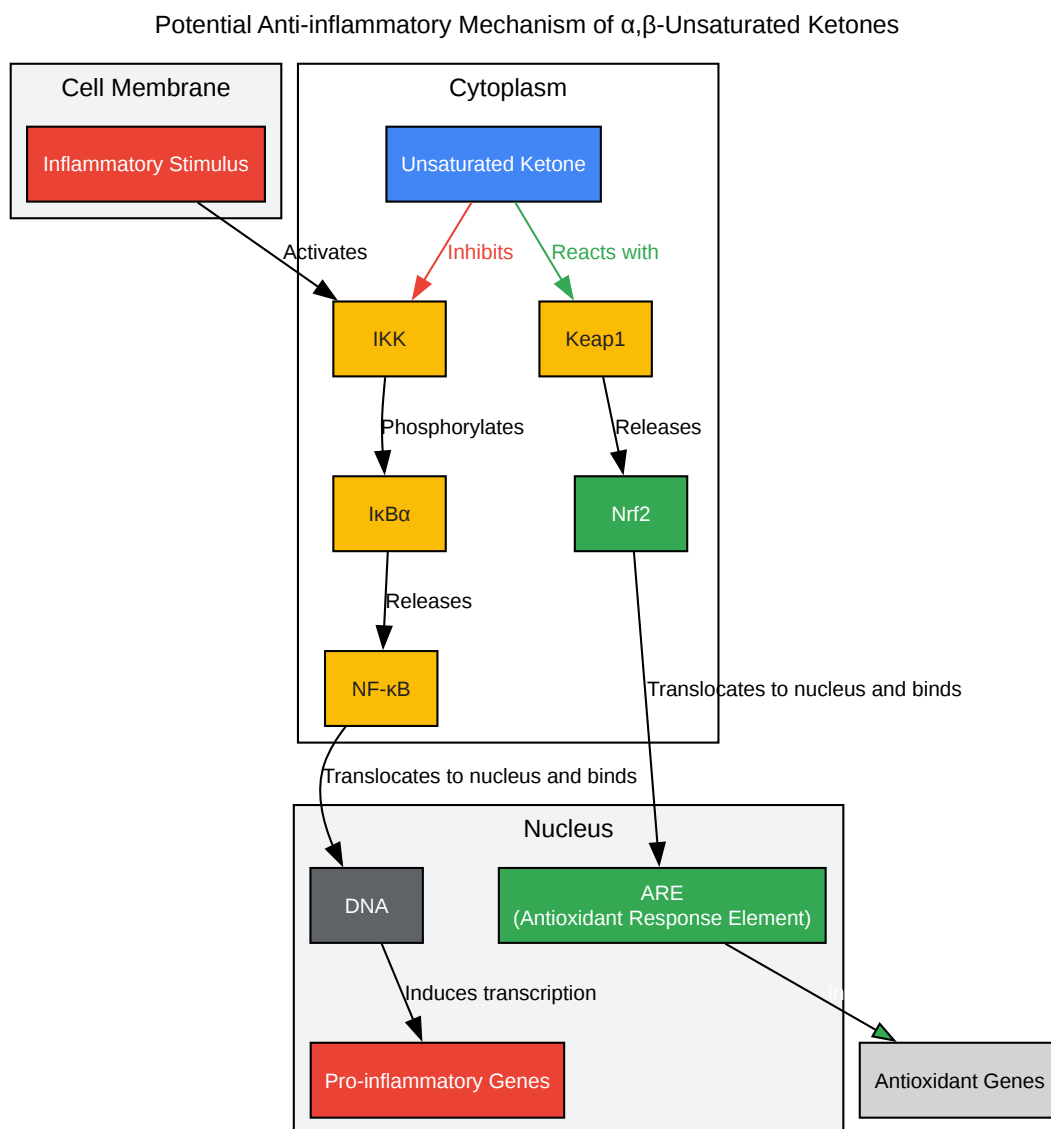 Potential Anti-inflammatory Mechanism of α,β-Unsaturated Ketones
Cell Membrane
Cytoplasm
Inflammatory Stimulus
Unsaturated Ketone
Activates
Inhibits
Reacts with
IKK
Keap1
Phosphorylates
Releases
IκBα
Nrf2
Releases
NF-κB
Translocates to nucleus and binds
Translocates to nucleus and binds
Nucleus
DNA
ARE
(Antioxidant Response Element)
Induces transcription
Pro-inflammatory Genes
Antioxidant Genes